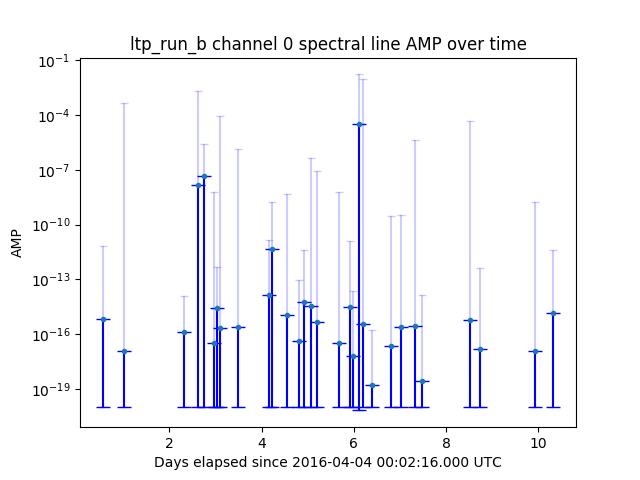 ltp_run_b channel 0 spectral line AMP over time
AMP
10⁻¹
10⁻⁴
10⁻⁷
10⁻¹⁰
10⁻¹³
10⁻¹⁶
10⁻¹⁹
2 4 6 8 10
Days elapsed since 2016-04-04 00:02:16.000 UTC